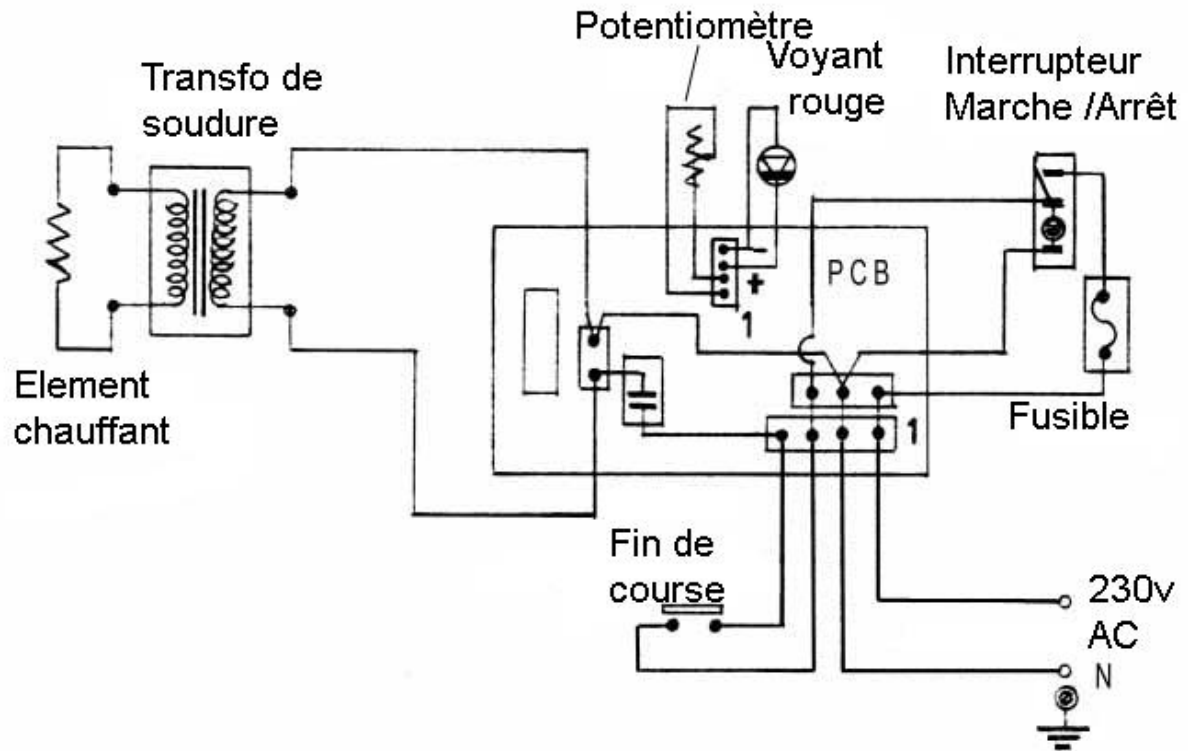 Potentiomètre
Transfo de
soudure
Voyant
rouge
Interrupteur
Marche /Arrêt
-
+
1
PCB
Element
chauffant
Fusible
1
Fin de
course
230v
AC
N